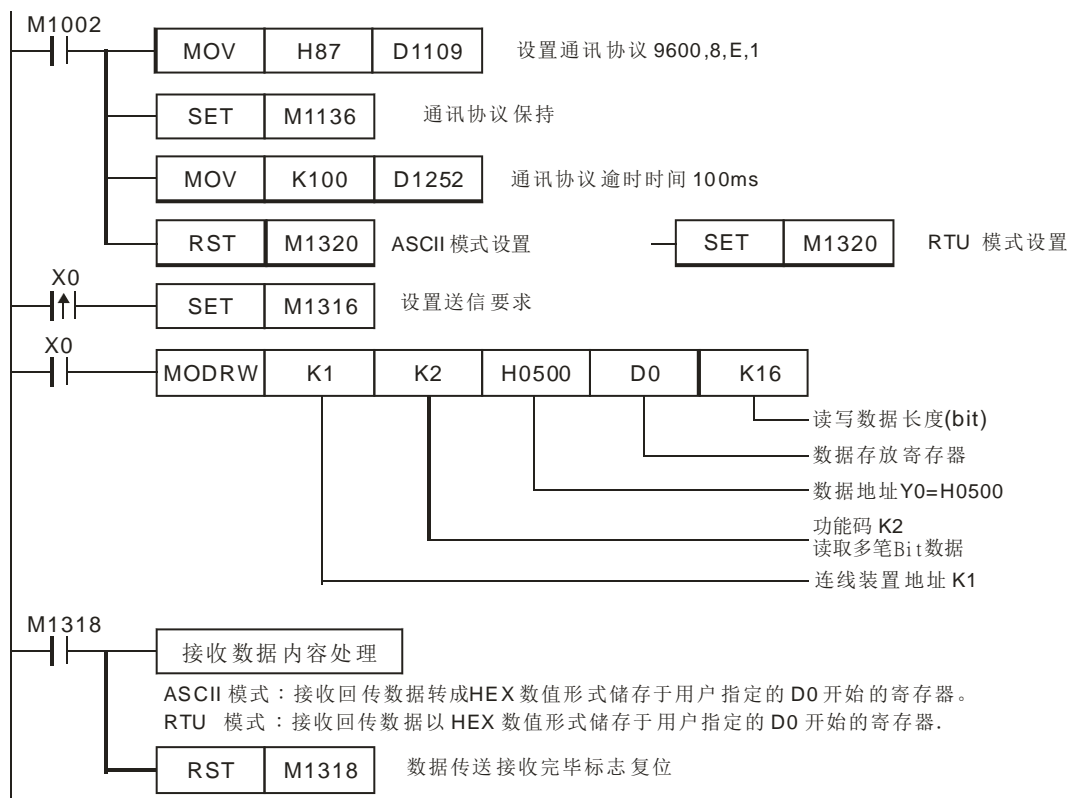 M1002
MOV H87 D1109 设置通讯协议 9600,8,E,1
SET M1136 通讯协议保持
MOV K100 D1252 通讯协议逾时时间 100ms
RST M1320 ASCII 模式设置 SET M1320 RTU 模式设置
X0
SET M1316 设置送信要求
X0
MODRW K1 K2 H0500 D0 K16
读写数据长度(bit)
数据存放寄存器
数据地址Y0=H0500
功能码 K2
读取多笔Bit数据
连线装置地址 K1
M1318
接收数据内容处理
ASCII 模式：接收回传数据转成HEX 数值形式储存于用户指定的 D0 开始的寄存器。
RTU 模式：接收回传数据以 HEX 数值形式储存于用户指定的 D0 开始的寄存器.
RST M1318 数据传送接收完毕标志复位